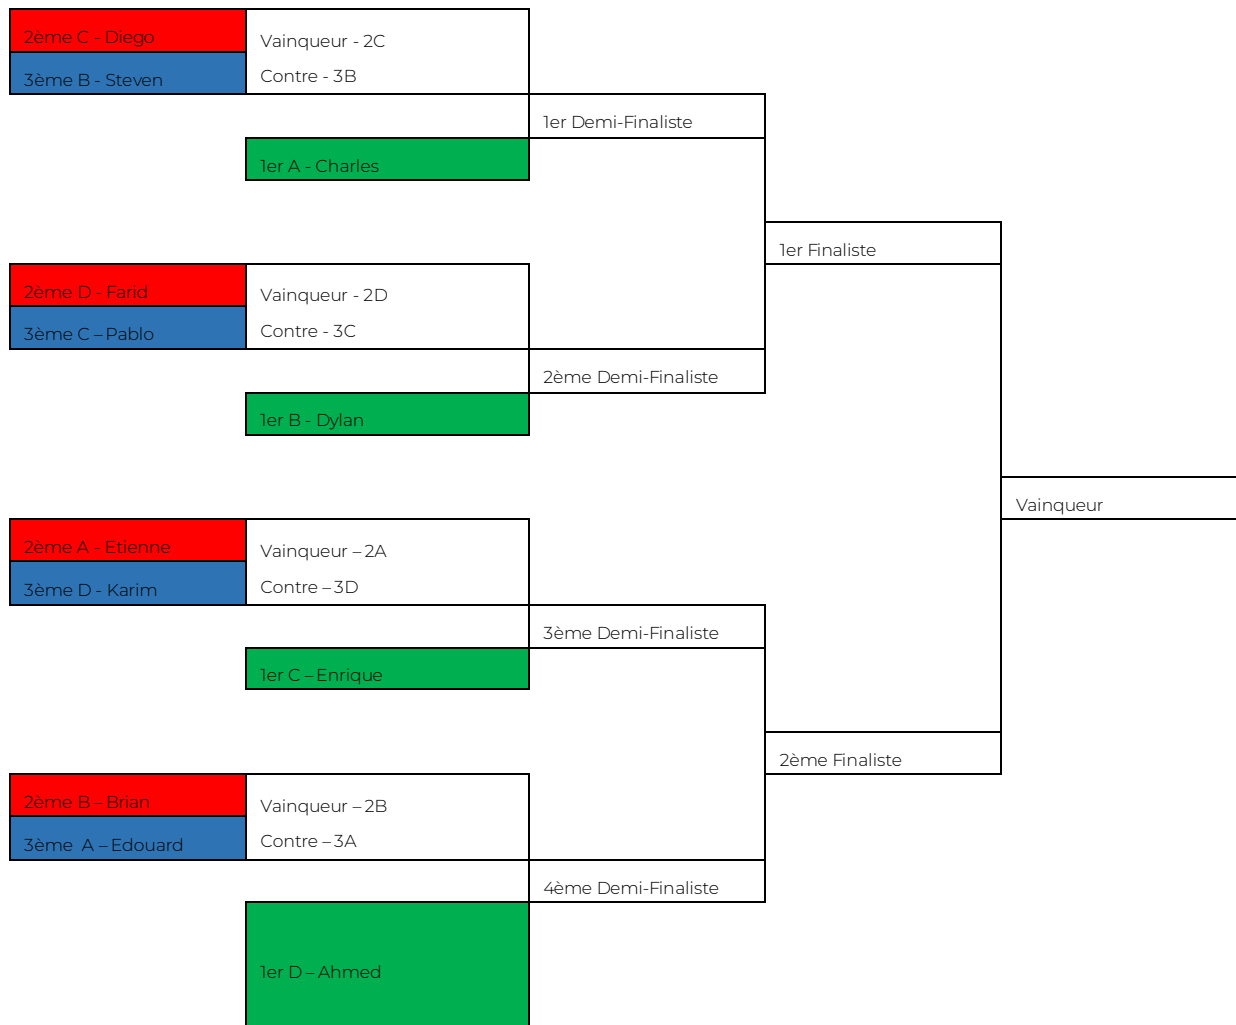 2ème C - Diego
Vainqueur - 2C
3ème B - Steven
Contre - 3B
1er Demi-Finaliste
1er A - Charles
1er Finaliste
2ème D - Farid
Vainqueur - 2D
3ème C – Pablo
Contre - 3C
2ème Demi-Finaliste
1er B - Dylan
Vainqueur
2ème A - Etienne
Vainqueur – 2A
3ème D - Karim
Contre – 3D
3ème Demi-Finaliste
1er C – Enrique
2ème Finaliste
2ème B – Brian
Vainqueur – 2B
3ème A – Edouard
Contre – 3A
4ème Demi-Finaliste
1er D – Ahmed